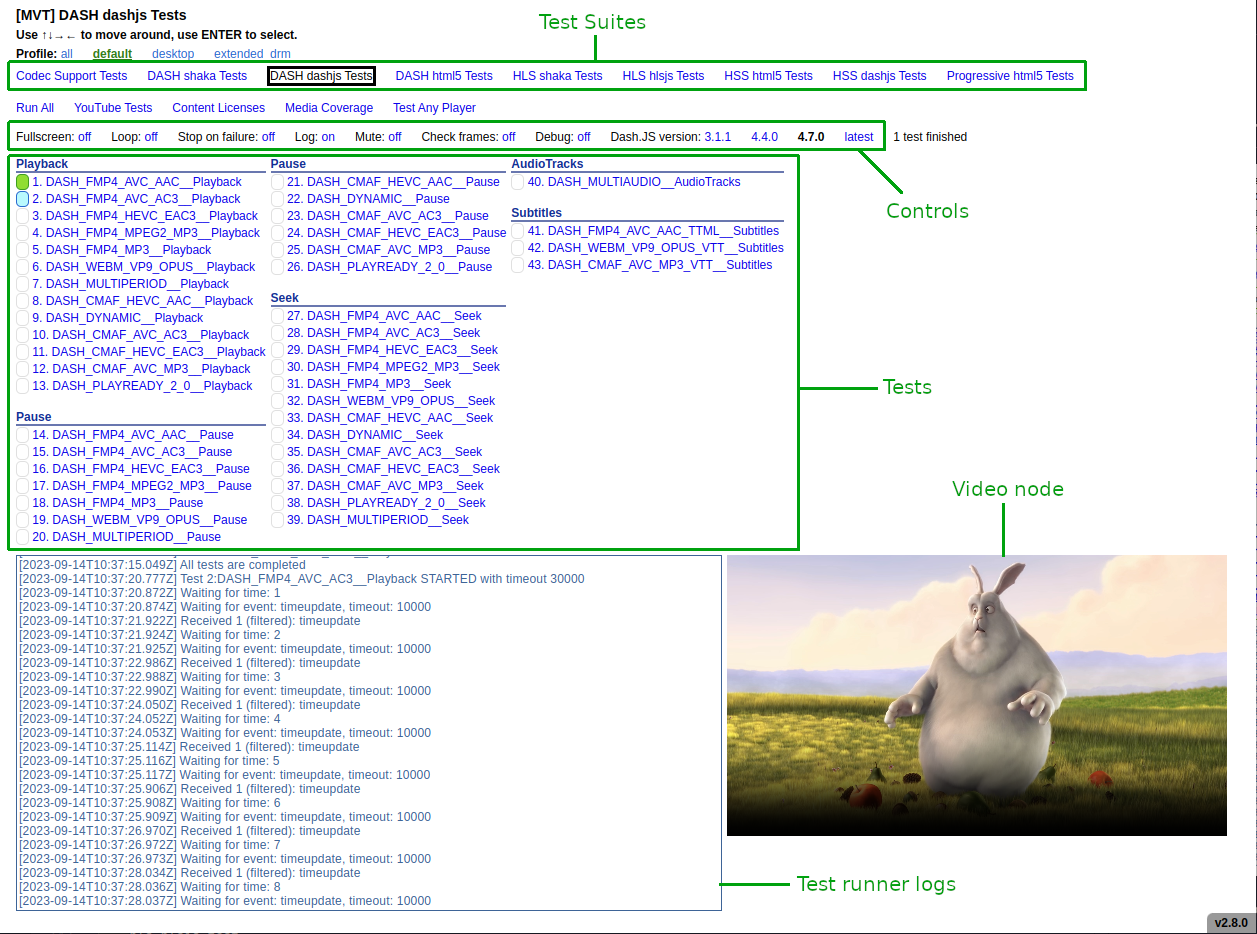 [MVT] DASH dashjs Tests
Test Suites
Use ↑↓→← to move around, use ENTER to select.
Profile: all default desktop extended drm
Codec Support Tests DASH shaka Tests DASH dashjs Tests DASH html5 Tests HLS shaka Tests HLS hlsjs Tests HSS html5 Tests HSS dashjs Tests Progressive html5 Tests
Run All YouTube Tests Content Licenses Media Coverage Test Any Player
Fullscreen: off Loop: off Stop on failure: off Log: on Mute: off Check frames: off Debug: off Dash.JS version: 3.1.1 4.4.0 4.7.0 latest 1 test finished
Controls
Playback
1. DASH_FMP4_AVC_AAC__Playback
2. DASH_FMP4_AVC_AC3__Playback
3. DASH_FMP4_HEVC_EAC3__Playback
4. DASH_FMP4_MPEG2_MP3__Playback
5. DASH_FMP4_MP3__Playback
6. DASH_WEBM_VP9_OPUS__Playback
7. DASH_MULTIPERIOD__Playback
8. DASH_CMAF_HEVC_AAC__Playback
9. DASH_DYNAMIC__Playback
10. DASH_CMAF_AVC_AC3__Playback
11. DASH_CMAF_HEVC_EAC3__Playback
12. DASH_CMAF_AVC_MP3__Playback
13. DASH_PLAYREADY_2_0__Playback
Pause
14. DASH_FMP4_AVC_AAC__Pause
15. DASH_FMP4_AVC_AC3__Pause
16. DASH_FMP4_HEVC_EAC3__Pause
17. DASH_FMP4_MPEG2_MP3__Pause
18. DASH_FMP4_MP3__Pause
19. DASH_WEBM_VP9_OPUS__Pause
20. DASH_MULTIPERIOD__Pause
Pause
21. DASH_CMAF_HEVC_AAC__Pause
22. DASH_DYNAMIC__Pause
23. DASH_CMAF_AVC_AC3__Pause
24. DASH_CMAF_HEVC_EAC3__Pause
25. DASH_CMAF_AVC_MP3__Pause
26. DASH_PLAYREADY_2_0__Pause
Seek
27. DASH_FMP4_AVC_AAC__Seek
28. DASH_FMP4_AVC_AC3__Seek
29. DASH_FMP4_HEVC_EAC3__Seek
30. DASH_FMP4_MPEG2_MP3__Seek
31. DASH_FMP4_MP3__Seek
32. DASH_WEBM_VP9_OPUS__Seek
33. DASH_CMAF_HEVC_AAC__Seek
34. DASH_DYNAMIC__Seek
35. DASH_CMAF_AVC_AC3__Seek
36. DASH_CMAF_HEVC_EAC3__Seek
37. DASH_CMAF_AVC_MP3__Seek
38. DASH_PLAYREADY_2_0__Seek
39. DASH_MULTIPERIOD__Seek
AudioTracks
40. DASH_MULTIAUDIO__AudioTracks
Subtitles
41. DASH_FMP4_AVC_AAC_TTML__Subtitles
42. DASH_WEBM_VP9_OPUS_VTT__Subtitles
43. DASH_CMAF_AVC_MP3_VTT__Subtitles
Tests
Video node
[2023-09-14T10:37:15.049Z] All tests are completed
[2023-09-14T10:37:20.777Z] Test 2:DASH_FMP4_AVC_AC3__Playback STARTED with timeout 30000
[2023-09-14T10:37:20.872Z] Waiting for time: 1
[2023-09-14T10:37:20.874Z] Waiting for event: timeupdate, timeout: 10000
[2023-09-14T10:37:21.922Z] Received 1 (filtered): timeupdate
[2023-09-14T10:37:21.924Z] Waiting for time: 2
[2023-09-14T10:37:21.925Z] Waiting for event: timeupdate, timeout: 10000
[2023-09-14T10:37:22.986Z] Received 1 (filtered): timeupdate
[2023-09-14T10:37:22.988Z] Waiting for time: 3
[2023-09-14T10:37:22.990Z] Waiting for event: timeupdate, timeout: 10000
[2023-09-14T10:37:24.050Z] Received 1 (filtered): timeupdate
[2023-09-14T10:37:24.052Z] Waiting for time: 4
[2023-09-14T10:37:24.053Z] Waiting for event: timeupdate, timeout: 10000
[2023-09-14T10:37:25.114Z] Received 1 (filtered): timeupdate
[2023-09-14T10:37:25.116Z] Waiting for time: 5
[2023-09-14T10:37:25.117Z] Waiting for event: timeupdate, timeout: 10000
[2023-09-14T10:37:25.906Z] Received 1 (filtered): timeupdate
[2023-09-14T10:37:25.908Z] Waiting for time: 6
[2023-09-14T10:37:25.909Z] Waiting for event: timeupdate, timeout: 10000
[2023-09-14T10:37:26.970Z] Received 1 (filtered): timeupdate
[2023-09-14T10:37:26.972Z] Waiting for time: 7
[2023-09-14T10:37:26.973Z] Waiting for event: timeupdate, timeout: 10000
[2023-09-14T10:37:28.034Z] Received 1 (filtered): timeupdate
[2023-09-14T10:37:28.036Z] Waiting for time: 8
[2023-09-14T10:37:28.037Z] Waiting for event: timeupdate, timeout: 10000
Test runner logs
v2.8.0